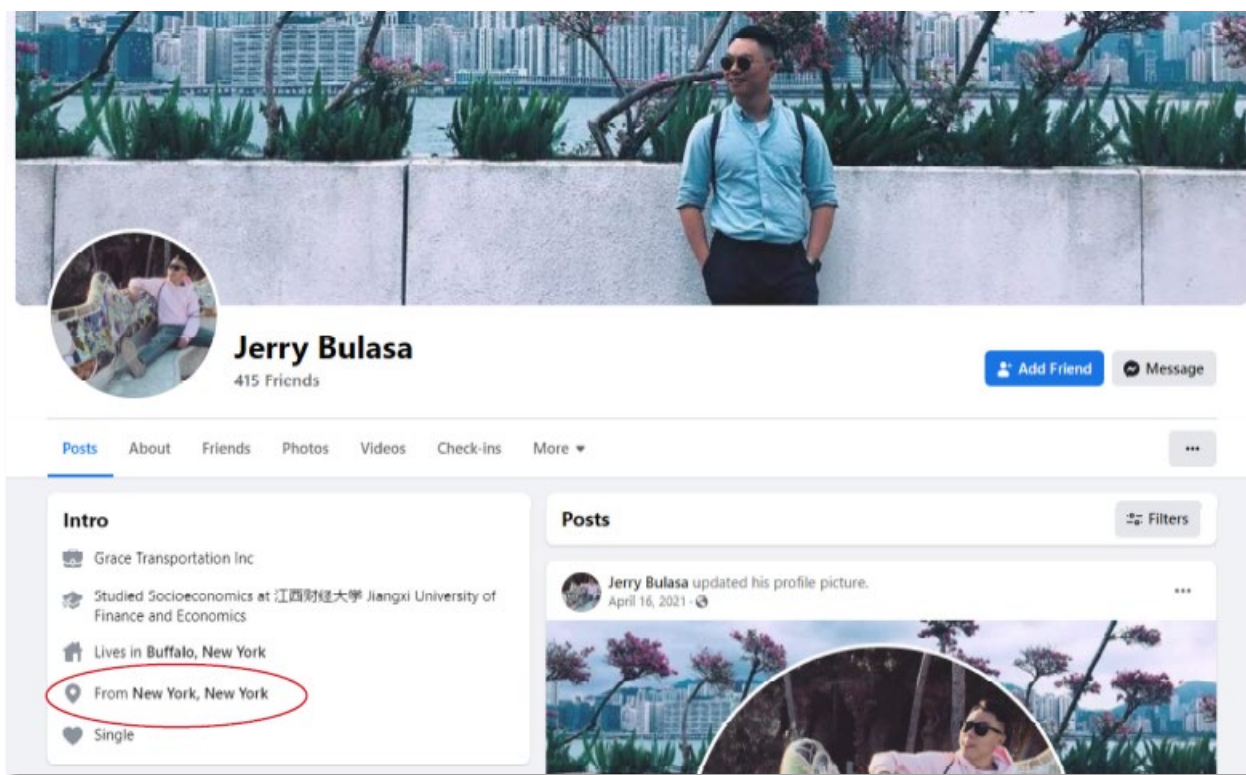 Jerry Bulasa
415 Friends
Add Friend
Message
Posts
About
Friends
Photos
Videos
Check-ins
More
Intro
Grace Transportation Inc
Studied Socioeconomics at 江西财经大学 Jiangxi University of
Finance and Economics
Lives in Buffalo, New York
From New York, New York
Single
Posts
Filters
Jerry Bulasa updated his profile picture.
April 16, 2021 ·